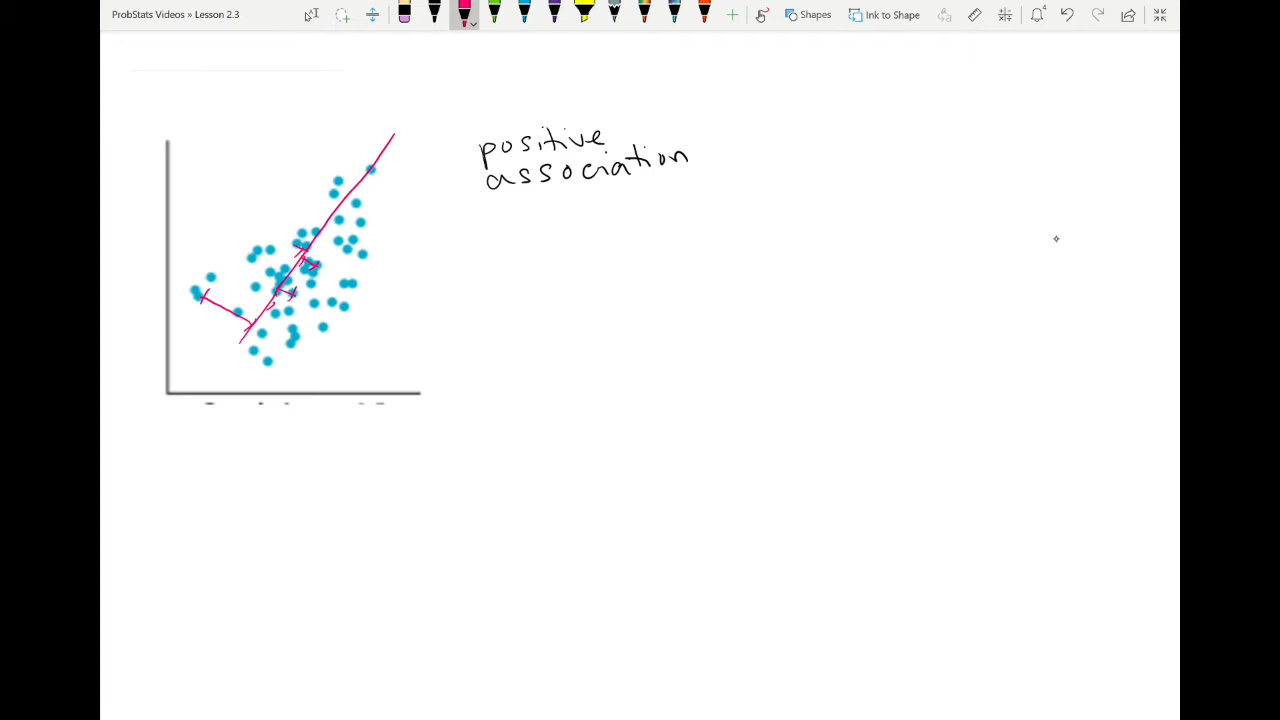 ProbStats Videos » Lesson 2.3
Shapes
Ink to Shape
positive
association